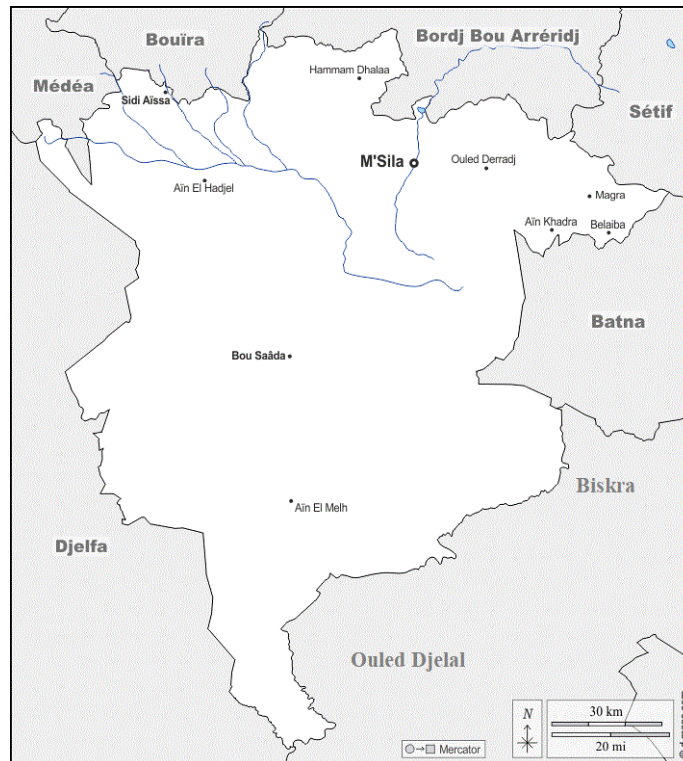 Bouïra
Bordj Bou Arréridj
Hammam Dhalaa
Médéa
Sidi Aïssa
Sétif
M'Sila
Ouled Derradj
Aïn El Hadjel
Magra
Aïn Khadra
Belaiba
Batna
Bou Saâda
Biskra
Aïn El Melh
Djelfa
Ouled Djelal
N
30 km
20 mi
Mercator